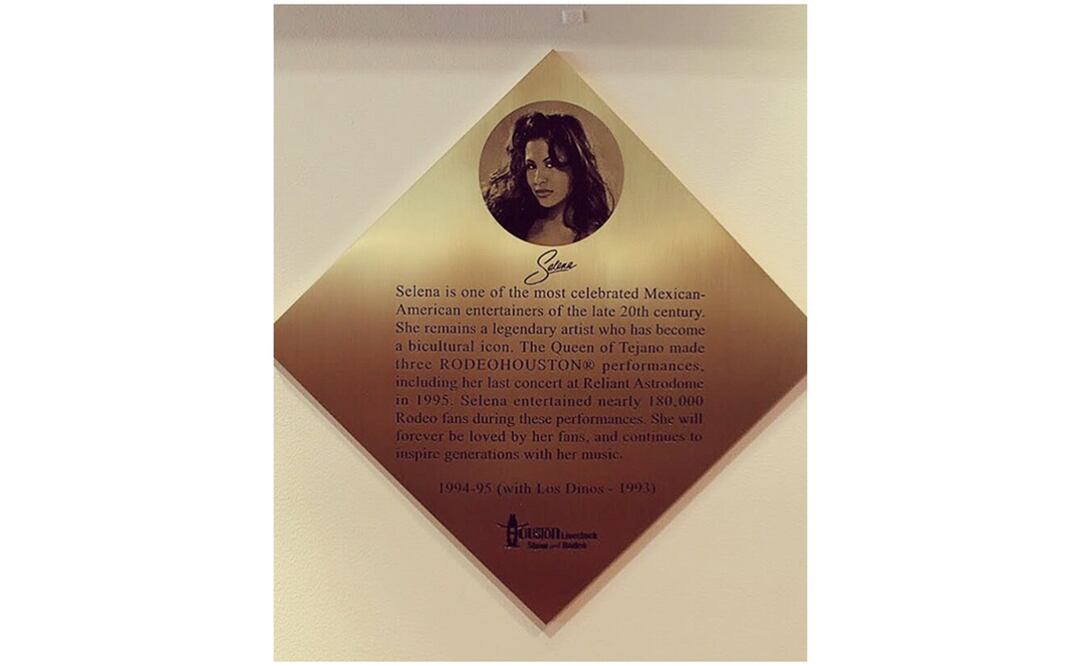 Selena
Selena is one of the most celebrated Mexican-
American entertainers of the late 20th century.
She remains a legendary artist who has become
a bicultural icon. The Queen of Tejano made
three RODEOHOUSTON® performances,
including her last concert at Reliant Astrodome
in 1995. Selena entertained nearly 180,000
Rodeo fans during these performances. She will
forever be loved by her fans, and continues to
inspire generations with her music.
1994-95 (with Los Dinos - 1993)
Houston Livestock
Show and Rodeo